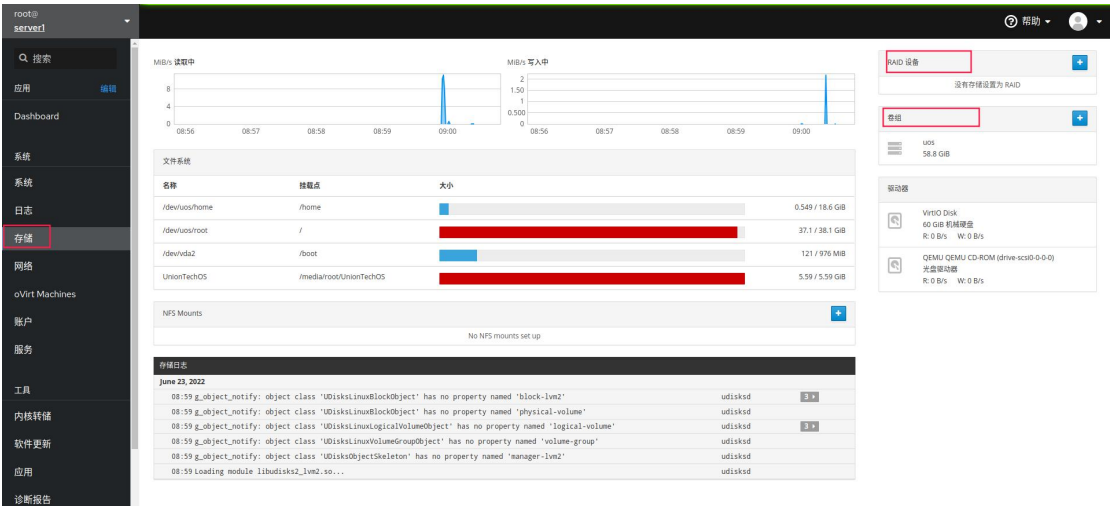 root@
server1
帮助
搜索
应用 编辑
Dashboard
系统
系统
日志
存储
网络
oVirt Machines
账户
服务
工具
内核转储
软件更新
应用
诊断报告
MiB/s 读取中
8
4
0
08:56 08:57 08:58 08:59 09:00
MiB/s 写入中
2
1.50
1
0.500
0
08:56 08:57 08:58 08:59 09:00
文件系统
名称 挂载点 大小
/dev/uos/home /home 0.549 / 18.6 GiB
/dev/uos/root / 37.1 / 38.1 GiB
/dev/vda2 /boot 121 / 976 MiB
UnionTechOS /media/root/UnionTechOS 5.59 / 5.59 GiB
NFS Mounts
No NFS mounts set up
存储日志
June 23, 2022
08:59 g_object_notify: object class 'UDisksLinuxBlockObject' has no property named 'block-lvm2' udisksd 3
08:59 g_object_notify: object class 'UDisksLinuxBlockObject' has no property named 'physical-volume' udisksd
08:59 g_object_notify: object class 'UDisksLinuxLogicalVolumeObject' has no property named 'logical-volume' udisksd 3
08:59 g_object_notify: object class 'UDisksLinuxVolumeGroupObject' has no property named 'volume-group' udisksd
08:59 g_object_notify: object class 'UDisksObjectSkeleton' has no property named 'manager-lvm2' udisksd
08:59 Loading module libudisks2_lvm2.so... udisksd
RAID 设备
没有存储设置为 RAID
卷组
uos
58.8 GiB
驱动器
VirtIO Disk
60 GiB 机械硬盘
R: 0 B/s W: 0 B/s
QEMU QEMU CD-ROM (drive-scsi0-0-0-0)
光盘驱动器
R: 0 B/s W: 0 B/s